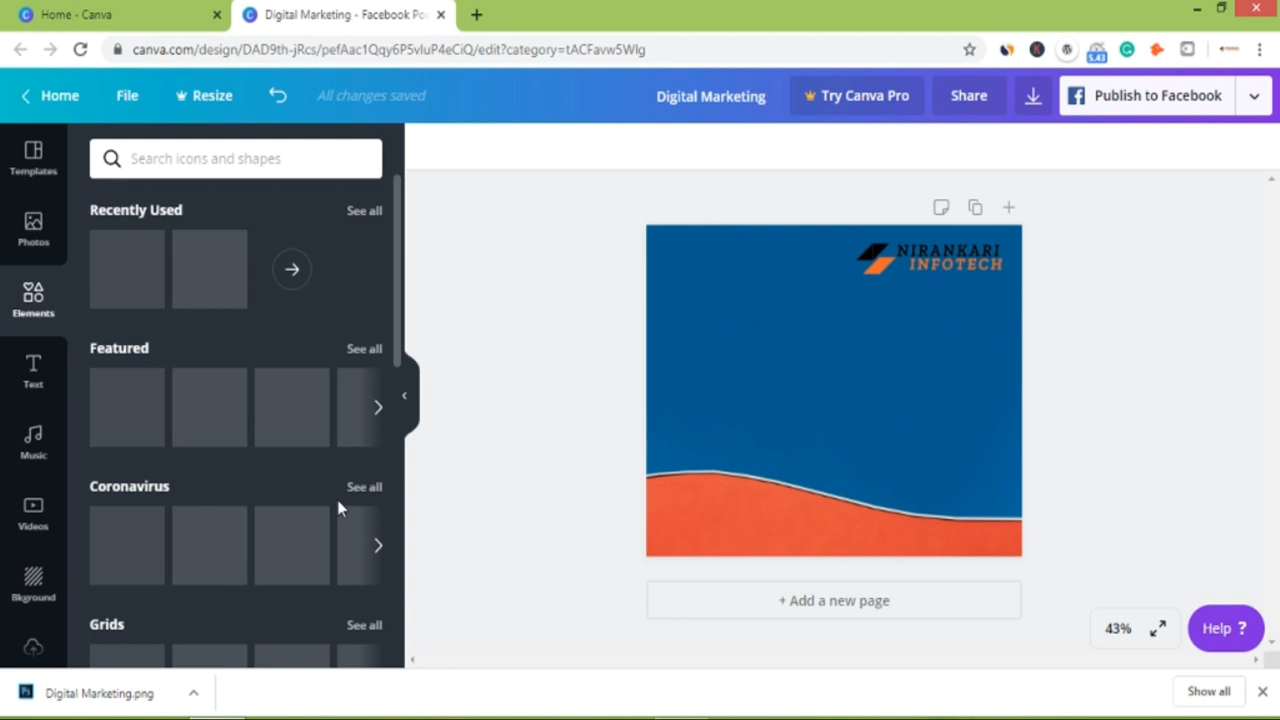 Home - Canva
Digital Marketing - Facebook Pos
canva.com/design/DAD9th-jRcs/pefAac1Qqy6P5vluP4eCiQ/edit?category=tACFavw5Wlg
5.43
Home
File
Resize
All changes saved
Digital Marketing
Try Canva Pro
Share
Publish to Facebook
Templates
Photos
Elements
Text
Music
Videos
Bkground
Search icons and shapes
Recently Used
See all
Featured
See all
Coronavirus
See all
Grids
See all
NIRANKARI
INFOTECH
+ Add a new page
43%
Help ?
Digital Marketing.png
Show all